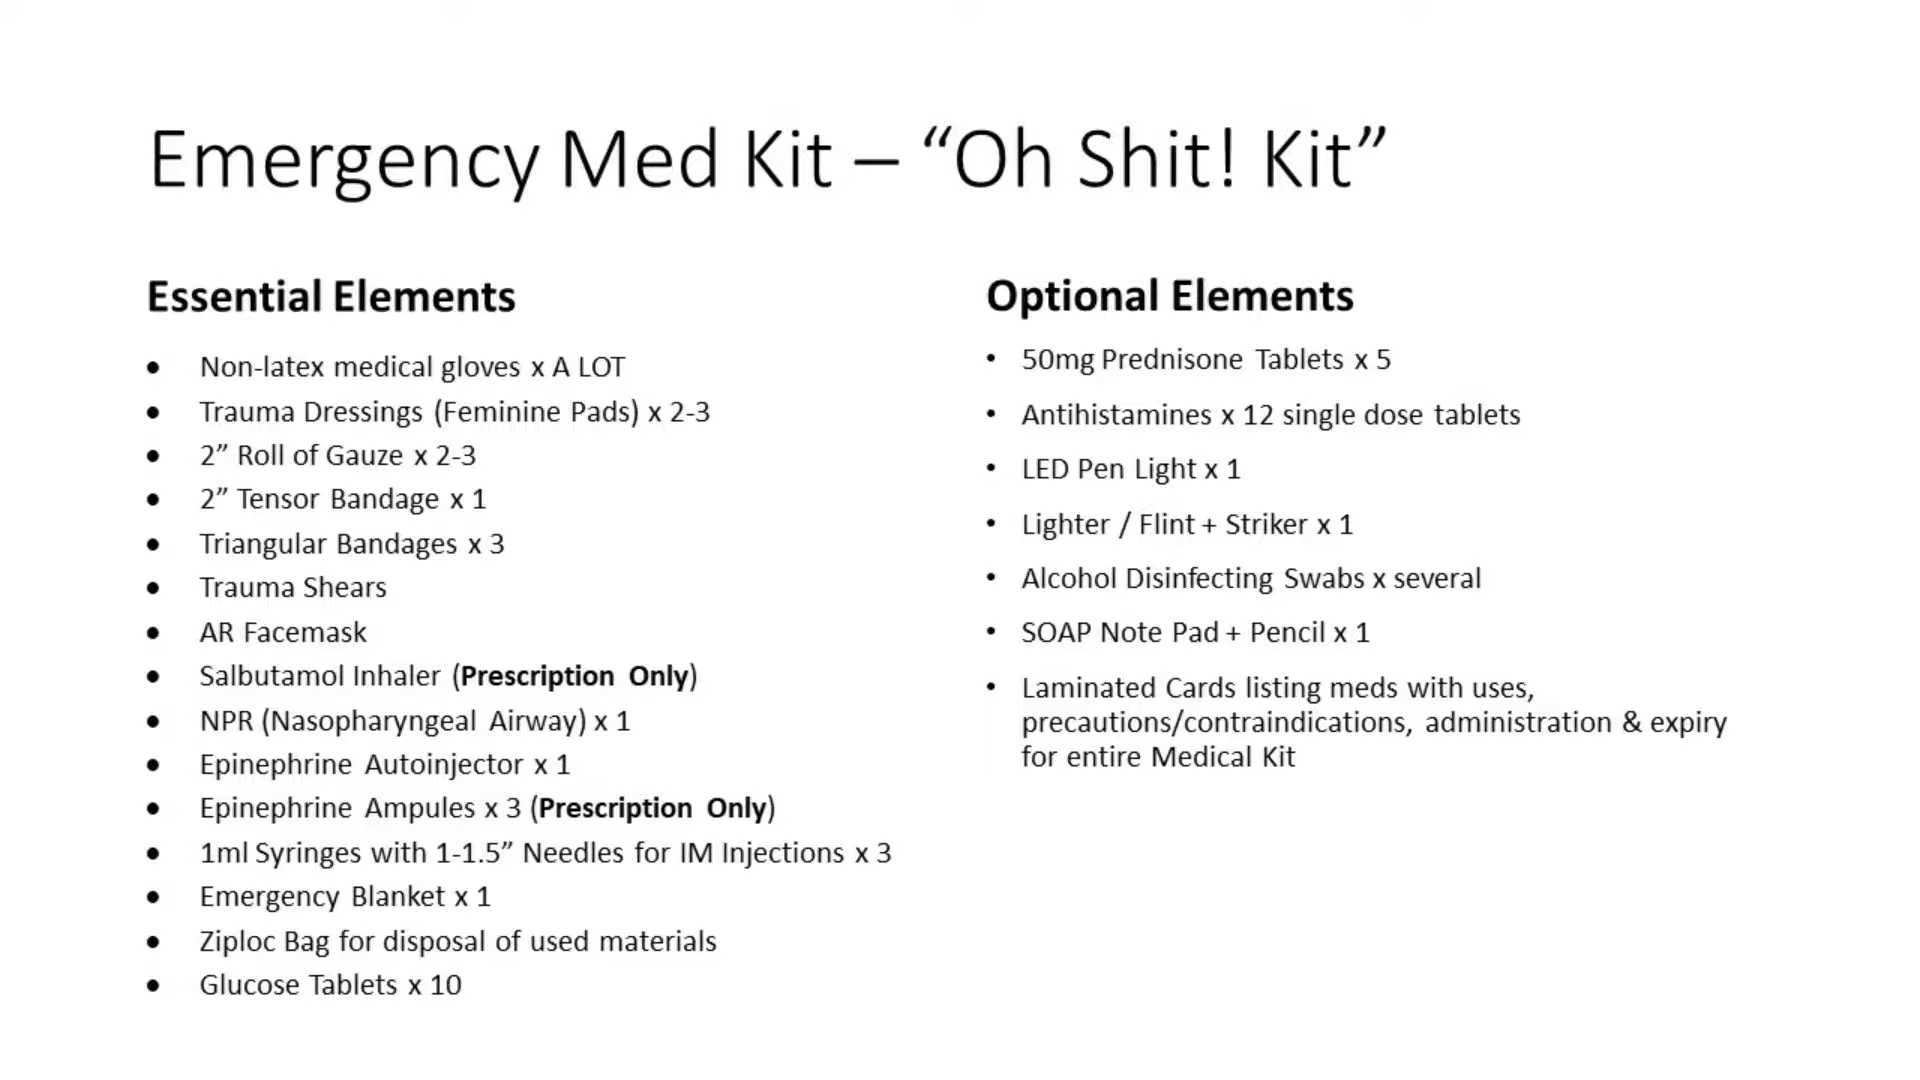 Emergency Med Kit – “Oh Shit! Kit”
Essential Elements
• Non-latex medical gloves x A LOT
• Trauma Dressings (Feminine Pads) x 2-3
• 2” Roll of Gauze x 2-3
• 2” Tensor Bandage x 1
• Triangular Bandages x 3
• Trauma Shears
• AR Facemask
• Salbutamol Inhaler (Prescription Only)
• NPR (Nasopharyngeal Airway) x 1
• Epinephrine Autoinjector x 1
• Epinephrine Ampules x 3 (Prescription Only)
• 1ml Syringes with 1-1.5” Needles for IM Injections x 3
• Emergency Blanket x 1
• Ziploc Bag for disposal of used materials
• Glucose Tablets x 10
Optional Elements
• 50mg Prednisone Tablets x 5
• Antihistamines x 12 single dose tablets
• LED Pen Light x 1
• Lighter / Flint + Striker x 1
• Alcohol Disinfecting Swabs x several
• SOAP Note Pad + Pencil x 1
• Laminated Cards listing meds with uses,
precautions/contraindications, administration & expiry
for entire Medical Kit